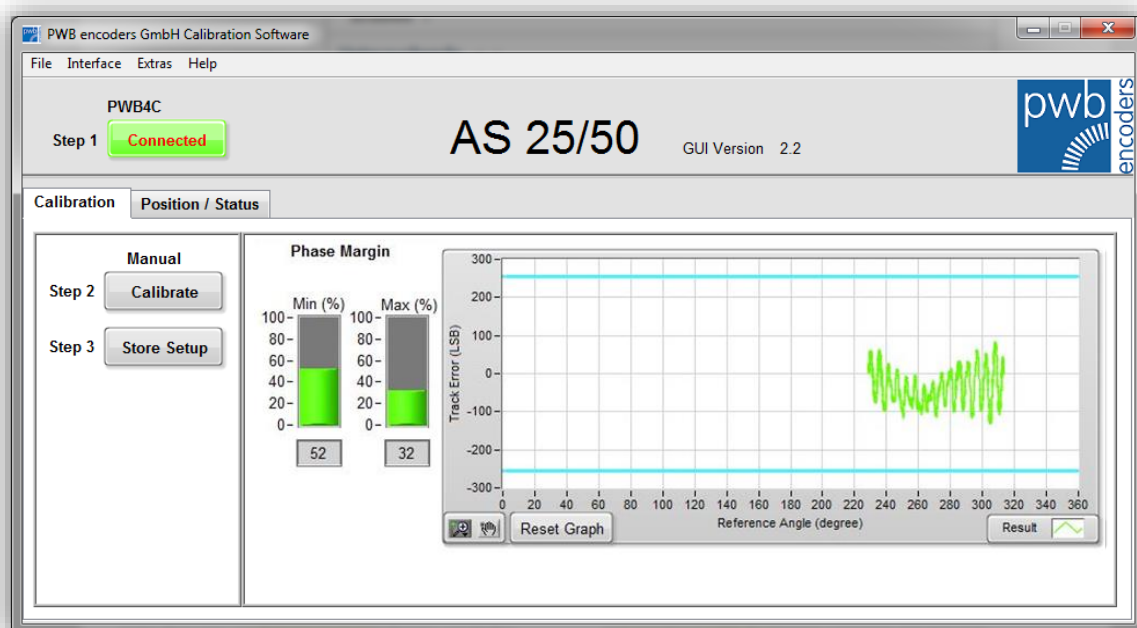 PWB encoders GmbH Calibration Software
File Interface Extras Help
PWB4C
Step 1 Connected
AS 25/50
GUI Version 2.2
pwb encoders
Calibration Position / Status
Manual
Step 2 Calibrate
Step 3 Store Setup
Phase Margin
Min (%) Max (%)
100 100
80 80
60 60
40 40
20 20
0 0
52 32
Track Error (LSB)
300
200
100
0
-100
-200
-300
0 20 40 60 80 100 120 140 160 180 200 220 240 260 280 300 320 340 360
Reference Angle (degree)
Reset Graph
Result